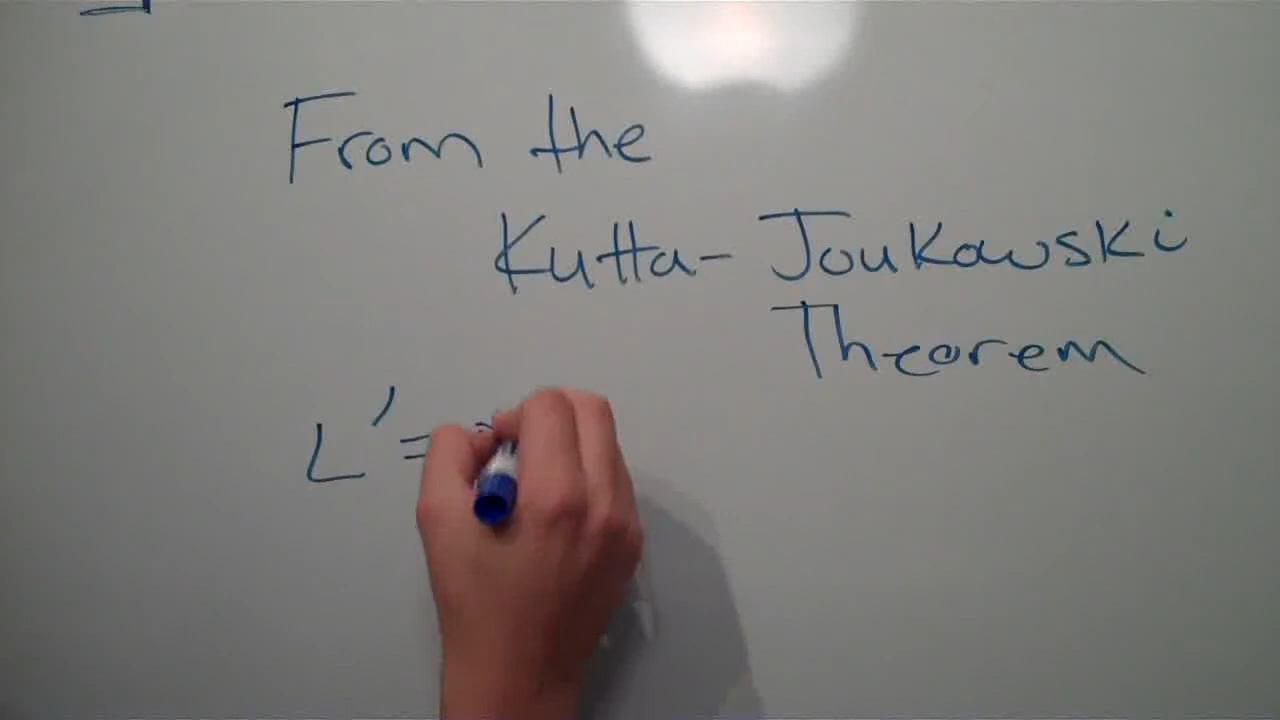 From the
Kutta- Joukowski
Theorem
L' =